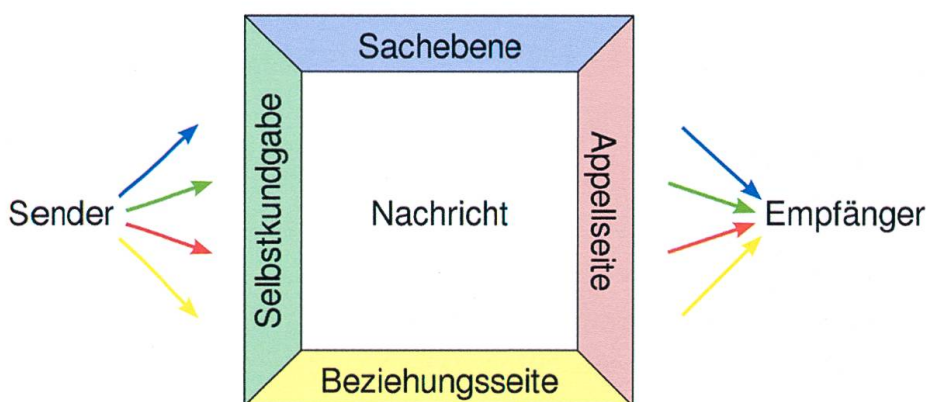 Sachebene
Sender
Selbstkundgabe
Nachricht
Appellseite
Empfänger
Beziehungsseite